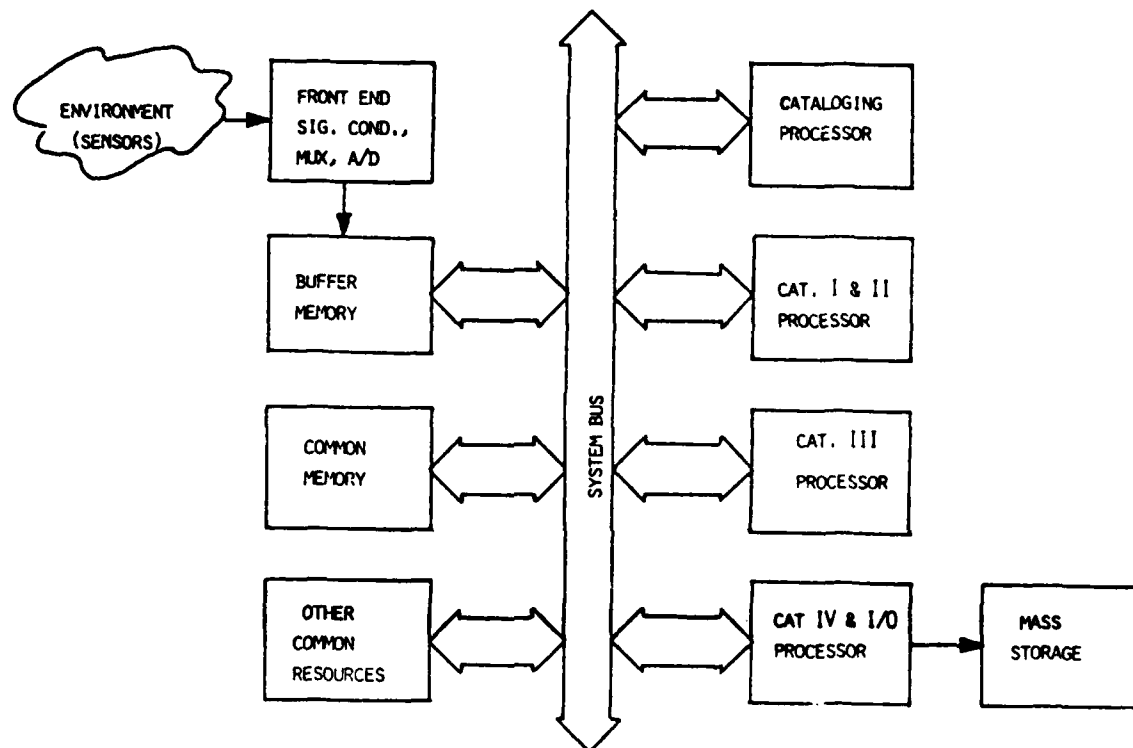 ENVIRONMENT
(SENSORS)
FRONT END
SIG. COND.,
MUX, A/D
CATALOGING
PROCESSOR
BUFFER
MEMORY
CAT. I & II
PROCESSOR
SYSTEM BUS
COMMON
MEMORY
CAT. III
PROCESSOR
OTHER
COMMON
RESOURCES
CAT IV & I/O
PROCESSOR
MASS
STORAGE